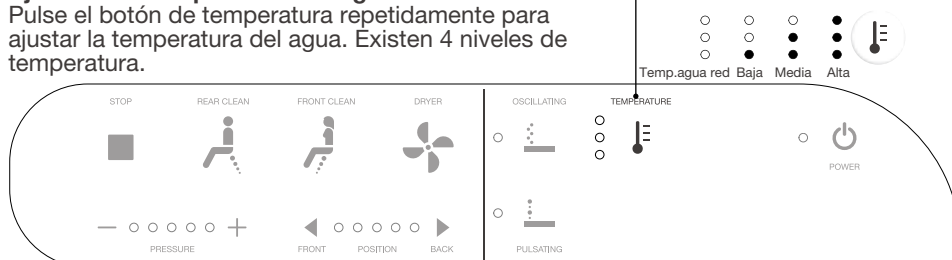 Pulse el botón de temperatura repetidamente para
ajustar la temperatura del agua. Existen 4 niveles de
temperatura.
Temp.agua red Baja Media Alta
STOP REAR CLEAN FRONT CLEAN DRYER OSCILLATING TEMPERATURE
POWER
PRESSURE FRONT POSITION BACK PULSATING